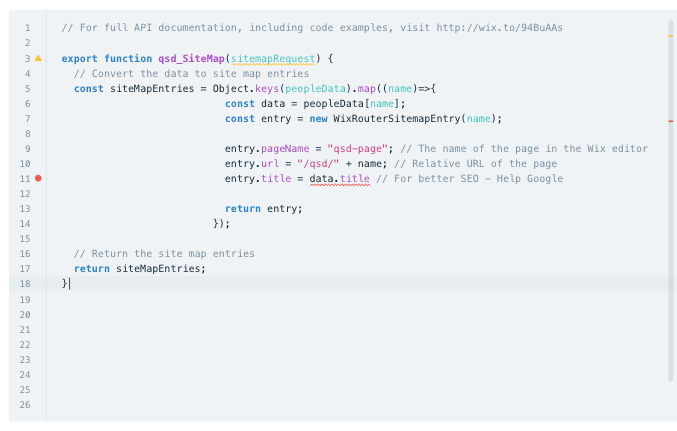 1 // For full API documentation, including code examples, visit http://wix.to/94BuAAs
2
3 export function qsd_SiteMap(sitemapRequest) {
4 // Convert the data to site map entries
5 const siteMapEntries = Object.keys(peopleData).map((name)=>{
6 const data = peopleData[name];
7 const entry = new WixRouterSitemapEntry(name);
8
9 entry.pageName = "qsd-page"; // The name of the page in the Wix editor
10 entry.url = "/qsd/" + name; // Relative URL of the page
11 entry.title = data.title // For better SEO - Help Google
12
13 return entry;
14 });
15
16 // Return the site map entries
17 return siteMapEntries;
18 }
19
20
21
22
23
24
25
26